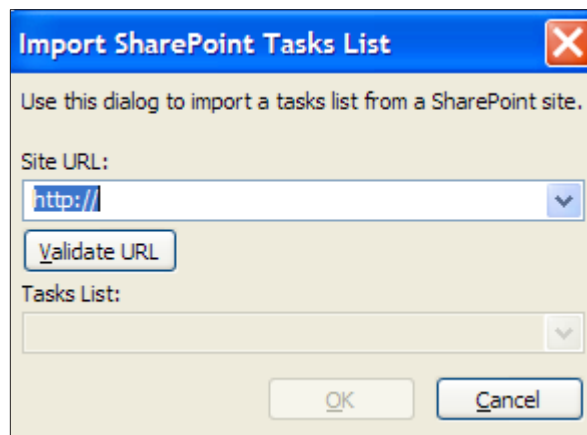 Import SharePoint Tasks List
Use this dialog to import a tasks list from a SharePoint site.
Site URL:
http://
Validate URL
Tasks List:
OK
Cancel